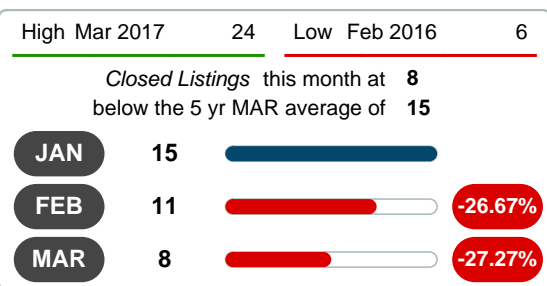 High Mar 2017 24 Low Feb 2016 6
Closed Listings this month at 8
below the 5 yr MAR average of 15
JAN 15
FEB 11 -26.67%
MAR 8 -27.27%